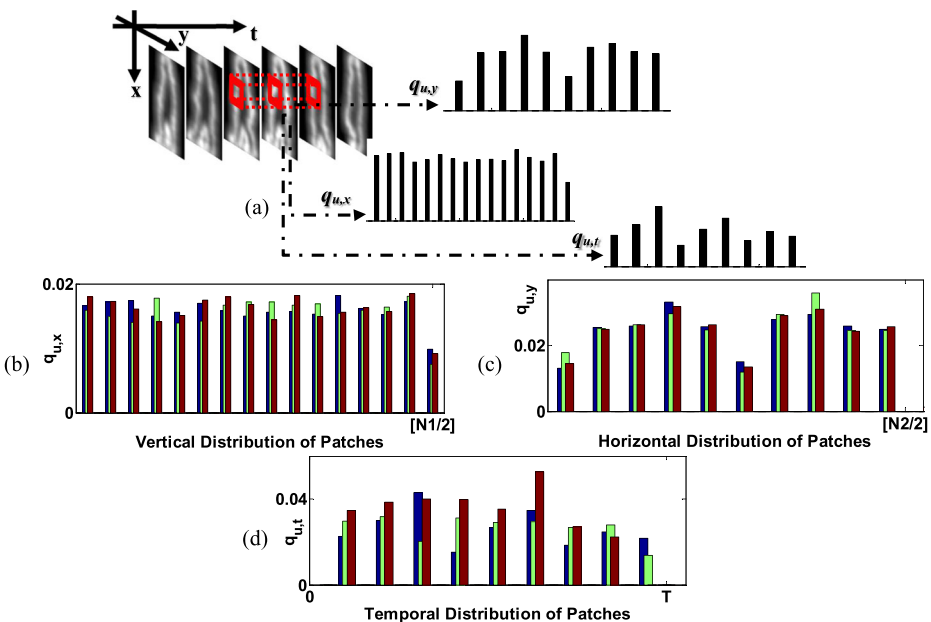 y
t
x
q_{u,y}
(a)
q_{u,x}
q_{u,t}
0.02
q_{u,x}
(b)
0
[N1/2]
Vertical Distribution of Patches
q_{u,y}
0.02
(c)
0
[N2/2]
Horizontal Distribution of Patches
0.04
q_{u,t}
(d)
0
0
T
Temporal Distribution of Patches